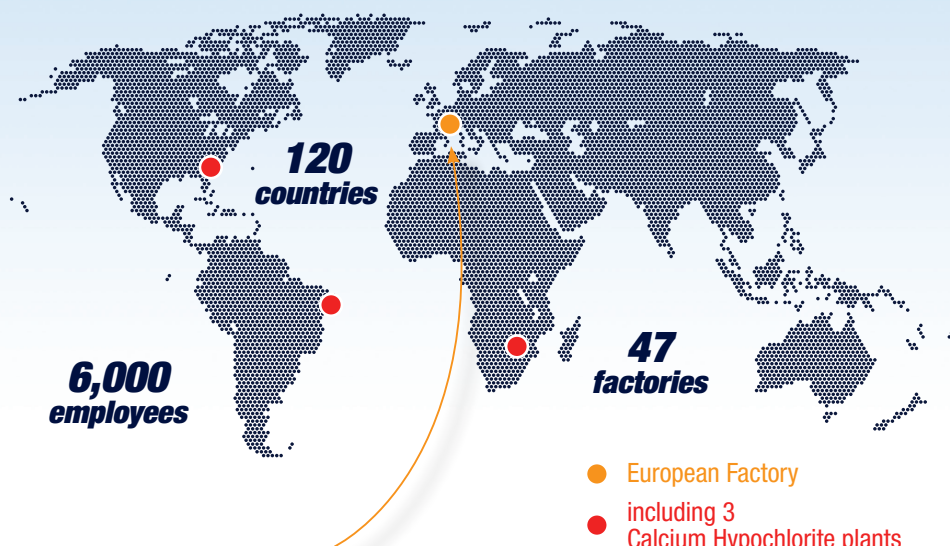 120
countries
47
factories
6,000
employees
European Factory
including 3
Calcium Hypochlorite plants